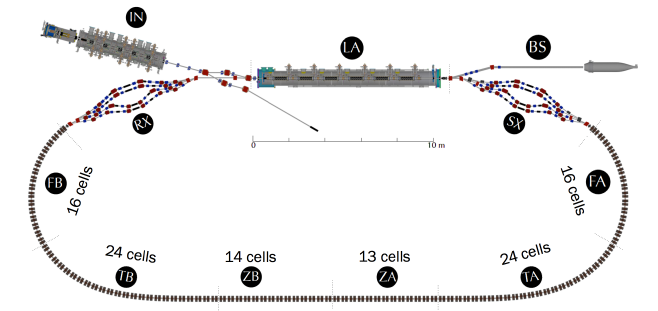 IN
LA
BS
RX
SX
0
10 m
FB
16 cells
16 cells
FA
24 cells
14 cells
13 cells
24 cells
TB
ZB
ZA
TA